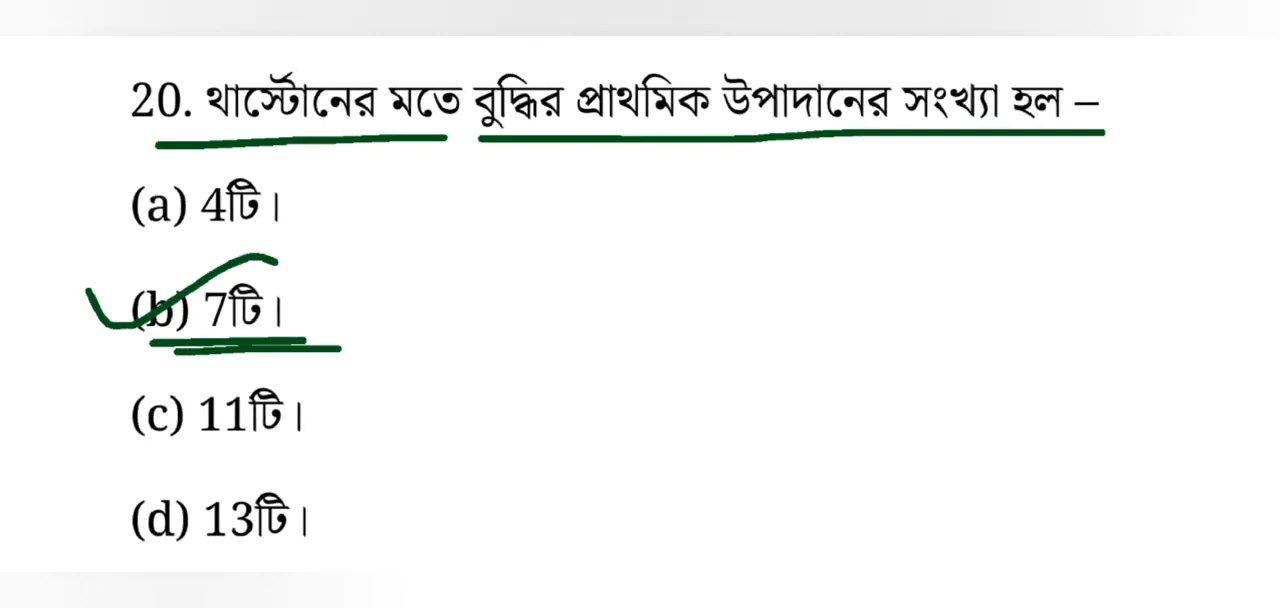 20. থার্স্টোনের মতে বুদ্ধির প্রাথমিক উপাদানের সংখ্যা হল –
(a) 4টি।
(b) 7টি।
(c) 11টি।
(d) 13টি।